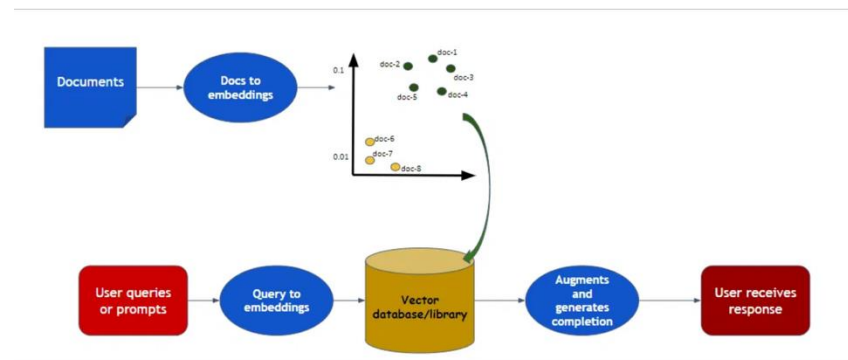 Documents
Docs to
embeddings
0.1
0.01
doc-1
doc-2
doc-3
doc-5
doc-4
doc-6
doc-7
doc-8
User queries
or prompts
Query to
embeddings
Vector
database/library
Augments
and
generates
completion
User receives
response